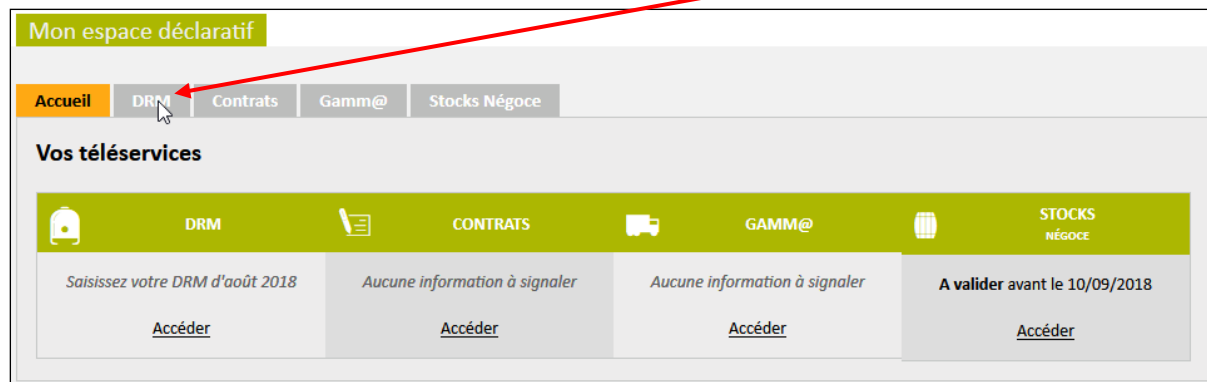 Mon espace déclaratif
Accueil DRM Contrats Gamm@ Stocks Négoce
Vos téléservices
DRM CONTRATS GAMM@ STOCKS
NÉGOCE
Saisissez votre DRM d'août 2018 Aucune information à signaler Aucune information à signaler A valider avant le 10/09/2018
Accéder Accéder Accéder Accéder